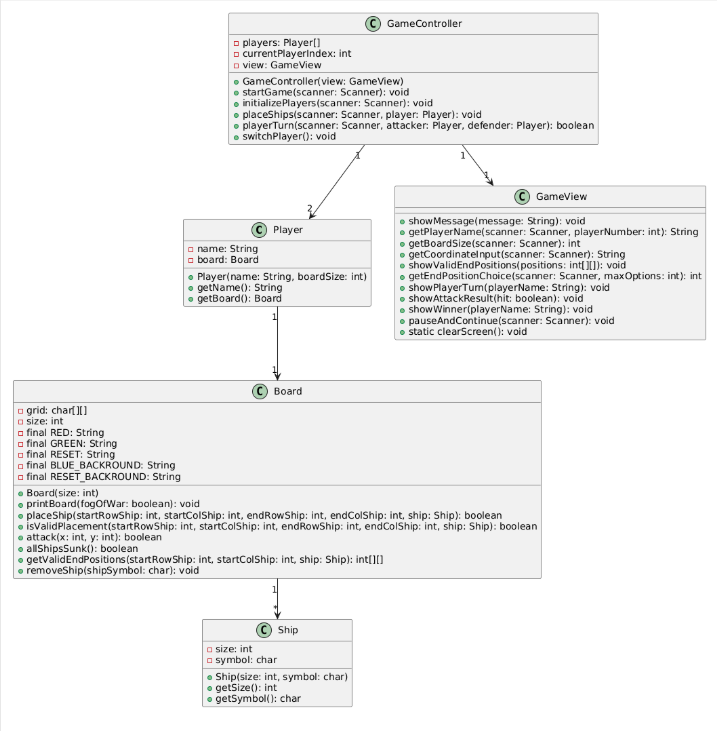 C GameController
players: Player[]
currentPlayerIndex: int
view: GameView
GameController(view: GameView)
startGame(scanner: Scanner): void
initializePlayers(scanner: Scanner): void
placeShips(scanner: Scanner, player: Player): void
playerTurn(scanner: Scanner, attacker: Player, defender: Player): boolean
switchPlayer(): void
1
1
2
1
C Player
name: String
board: Board
Player(name: String, boardSize: int)
getName(): String
getBoard(): Board
C GameView
showMessage(message: String): void
getPlayerName(scanner: Scanner, playerNumber: int): String
getBoardSize(scanner: Scanner): int
getCoordinateInput(scanner: Scanner): String
showValidEndPositions(positions: int[][]): void
getEndPositionChoice(scanner: Scanner, maxOptions: int): int
showPlayerTurn(playerName: String): void
showAttackResult(hit: boolean): void
showWinner(playerName: String): void
pauseAndContinue(scanner: Scanner): void
static clearScreen(): void
1
1
C Board
grid: char[][]
size: int
final RED: String
final GREEN: String
final RESET: String
final BLUE_BACKROUND: String
final RESET_BACKROUND: String
Board(size: int)
printBoard(fogOfWar: boolean): void
placeShip(startRowShip: int, startColShip: int, endRowShip: int, endColShip: int, ship: Ship): boolean
isValidPlacement(startRowShip: int, startColShip: int, endRowShip: int, endColShip: int, ship: Ship): boolean
attack(x: int, y: int): boolean
allShipsSunk(): boolean
getValidEndPositions(startRowShip: int, startColShip: int, ship: Ship): int[][]
removeShip(shipSymbol: char): void
1
*
C Ship
size: int
symbol: char
Ship(size: int, symbol: char)
getSize(): int
getSymbol(): char